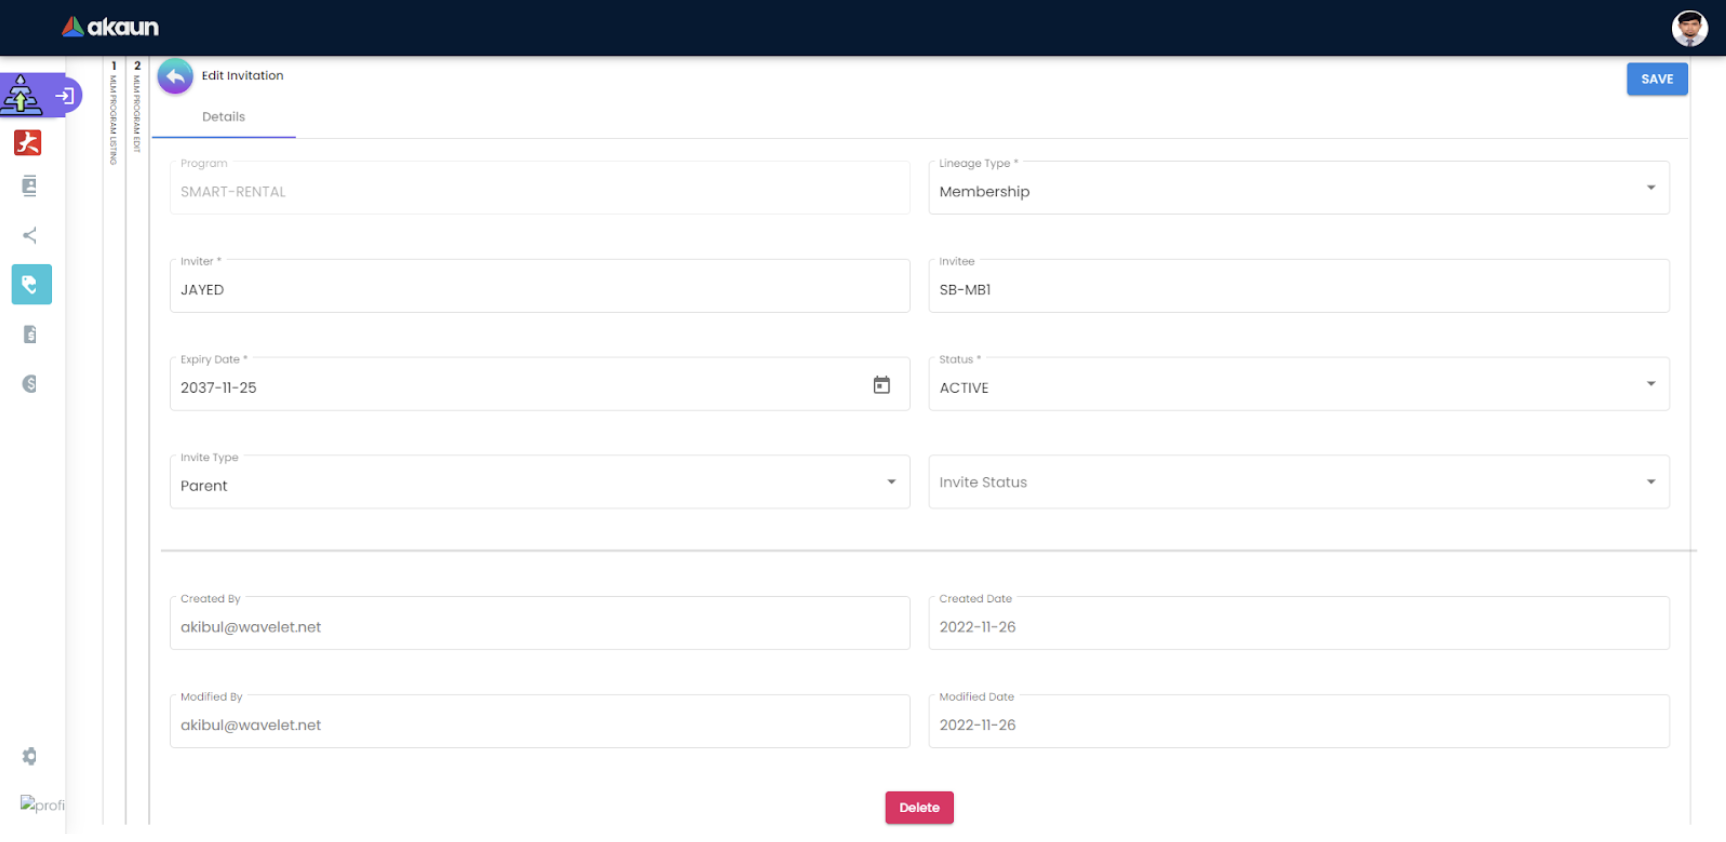 akaun
1
MLM PROGRAM LISTING
2
MLM PROGRAM EDIT
Edit Invitation
SAVE
Details
Program
SMART-RENTAL
Lineage Type *
Membership
Inviter *
JAYED
Invitee
SB-MB1
Expiry Date *
2037-11-25
Status *
ACTIVE
Invite Type
Parent
Invite Status
Created By
akibul@wavelet.net
Created Date
2022-11-26
Modified By
akibul@wavelet.net
Modified Date
2022-11-26
profi
Delete